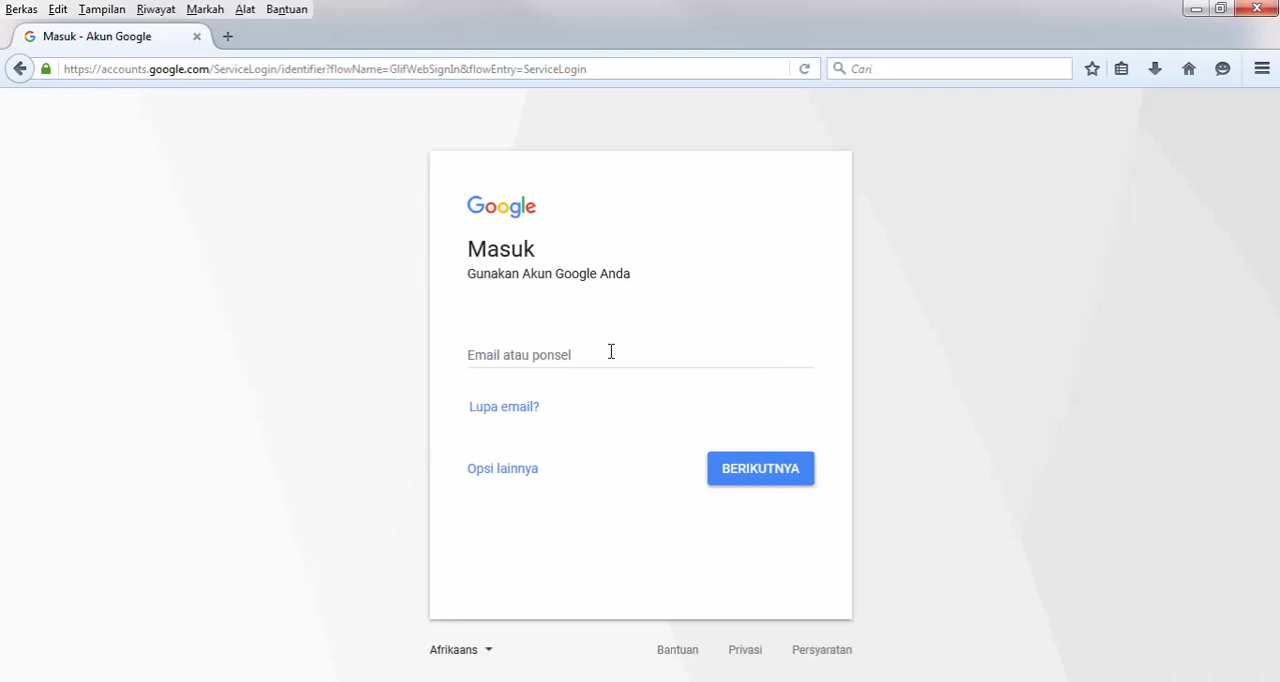 Berkas Edit Tampilan Riwayat Markah Alat Bantuan
Masuk - Akun Google
https://accounts.google.com/ServiceLogin/identifier?flowName=GlifWebSignIn&flowEntry=ServiceLogin
Cari
Google
Masuk
Gunakan Akun Google Anda
Email atau ponsel
Lupa email?
Opsi lainnya
BERIKUTNYA
Afrikaans
Bantuan Privasi Persyaratan